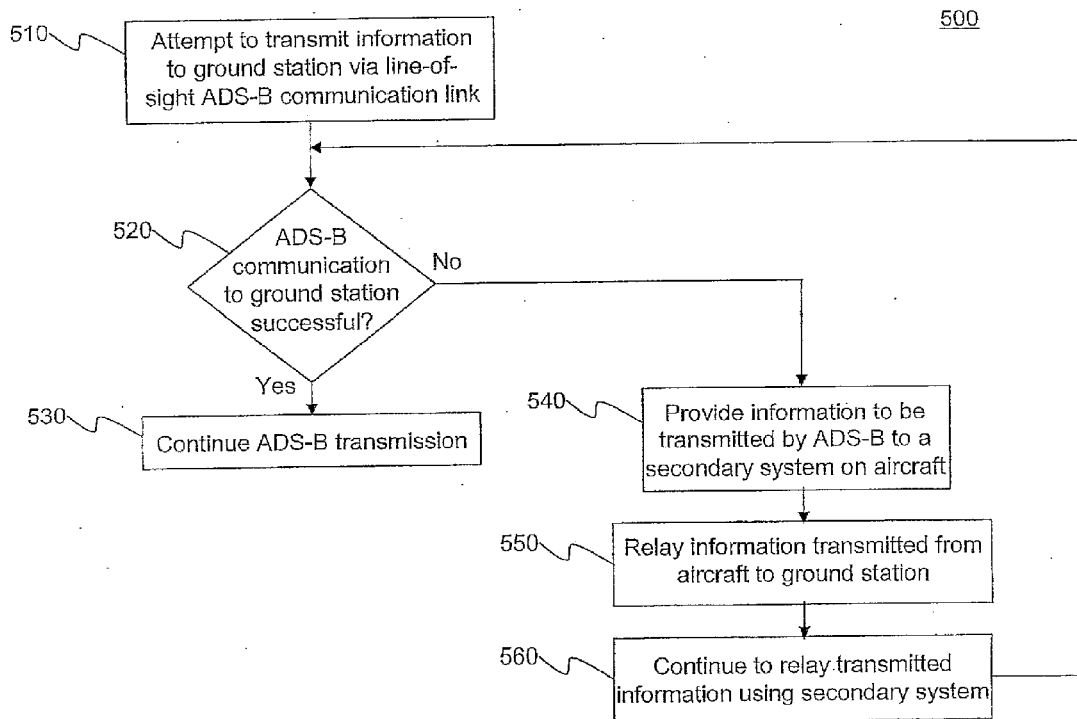 500
510
Attempt to transmit information
to ground station via line-of-
sight ADS-B communication link
520
ADS-B
communication
to ground station
successful?
No
Yes
530
Continue ADS-B transmission
540
Provide information to be
transmitted by ADS-B to a
secondary system on aircraft
550
Relay information transmitted from
aircraft to ground station
560
Continue to relay transmitted
information using secondary system